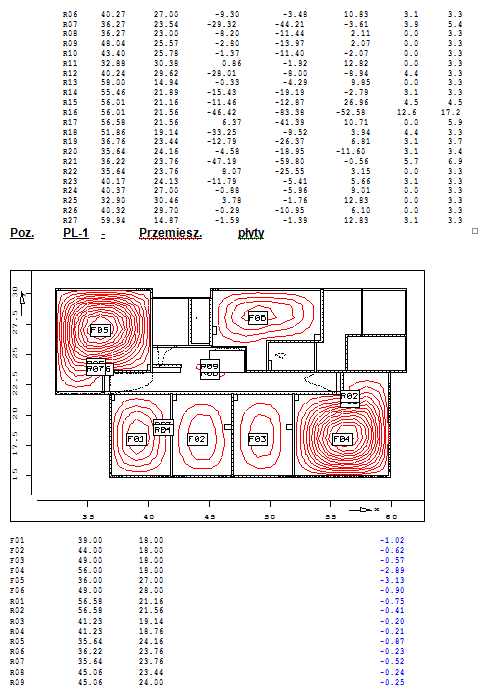 R06 40.27 27.00 -9.30 -3.48 10.83 3.1 3.3
R07 36.27 23.54 -29.32 -44.21 -3.61 3.9 5.4
R08 36.27 23.00 -8.20 -11.44 2.11 0.0 3.3
R09 48.04 25.57 -2.80 -13.97 2.07 0.0 3.3
R10 43.40 25.78 -1.37 -11.40 -2.07 0.0 3.3
R11 32.88 30.38 0.86 -1.92 12.82 0.0 3.3
R12 40.24 29.62 -28.01 -8.00 -8.94 4.4 3.3
R13 58.00 14.94 -0.33 -4.29 9.85 0.0 3.3
R14 55.46 21.89 -15.43 -19.19 -2.79 3.1 3.3
R15 56.01 21.16 -11.46 -12.87 26.96 4.5 4.5
R16 56.01 21.56 -46.42 -83.38 -52.58 12.6 17.2
R17 56.58 21.56 6.37 -41.39 10.71 0.0 5.9
R18 51.86 19.14 -33.25 -9.52 3.94 4.4 3.3
R19 36.76 23.44 -12.79 -26.37 6.81 3.1 3.7
R20 35.64 24.16 -4.58 -18.95 -11.60 3.1 3.4
R21 36.22 23.76 -47.19 -59.80 -0.56 5.7 6.9
R22 35.64 23.76 8.07 -25.55 3.15 0.0 3.3
R23 40.17 24.13 -11.79 -5.41 5.66 3.1 3.3
R24 40.37 27.00 -0.88 -5.96 9.01 0.0 3.3
R25 32.90 30.46 3.78 -1.76 12.83 0.0 3.3
R26 40.32 29.70 -0.29 -10.95 6.10 0.0 3.3
R27 59.94 14.87 -1.59 -1.39 12.83 3.1 3.3
Poz. PL-1 - Przemiesz. płyty
30
27.5
25
22.5
20
17.5
15
F05
F06
R09
R02
R04
F01
F02
F03
F04
35 40 45 50 55 60
x
F01 39.00 18.00 -1.02
F02 44.00 18.00 -0.62
F03 49.00 18.00 -0.57
F04 56.00 18.00 -2.89
F05 36.00 27.00 -3.13
F06 49.00 28.00 -0.90
R01 56.58 21.16 -0.75
R02 56.58 21.56 -0.41
R03 41.23 19.14 -0.20
R04 41.23 18.76 -0.21
R05 35.64 24.16 -0.87
R06 36.22 23.76 -0.23
R07 35.64 23.76 -0.52
R08 45.06 23.44 -0.24
R09 45.06 24.00 -0.25